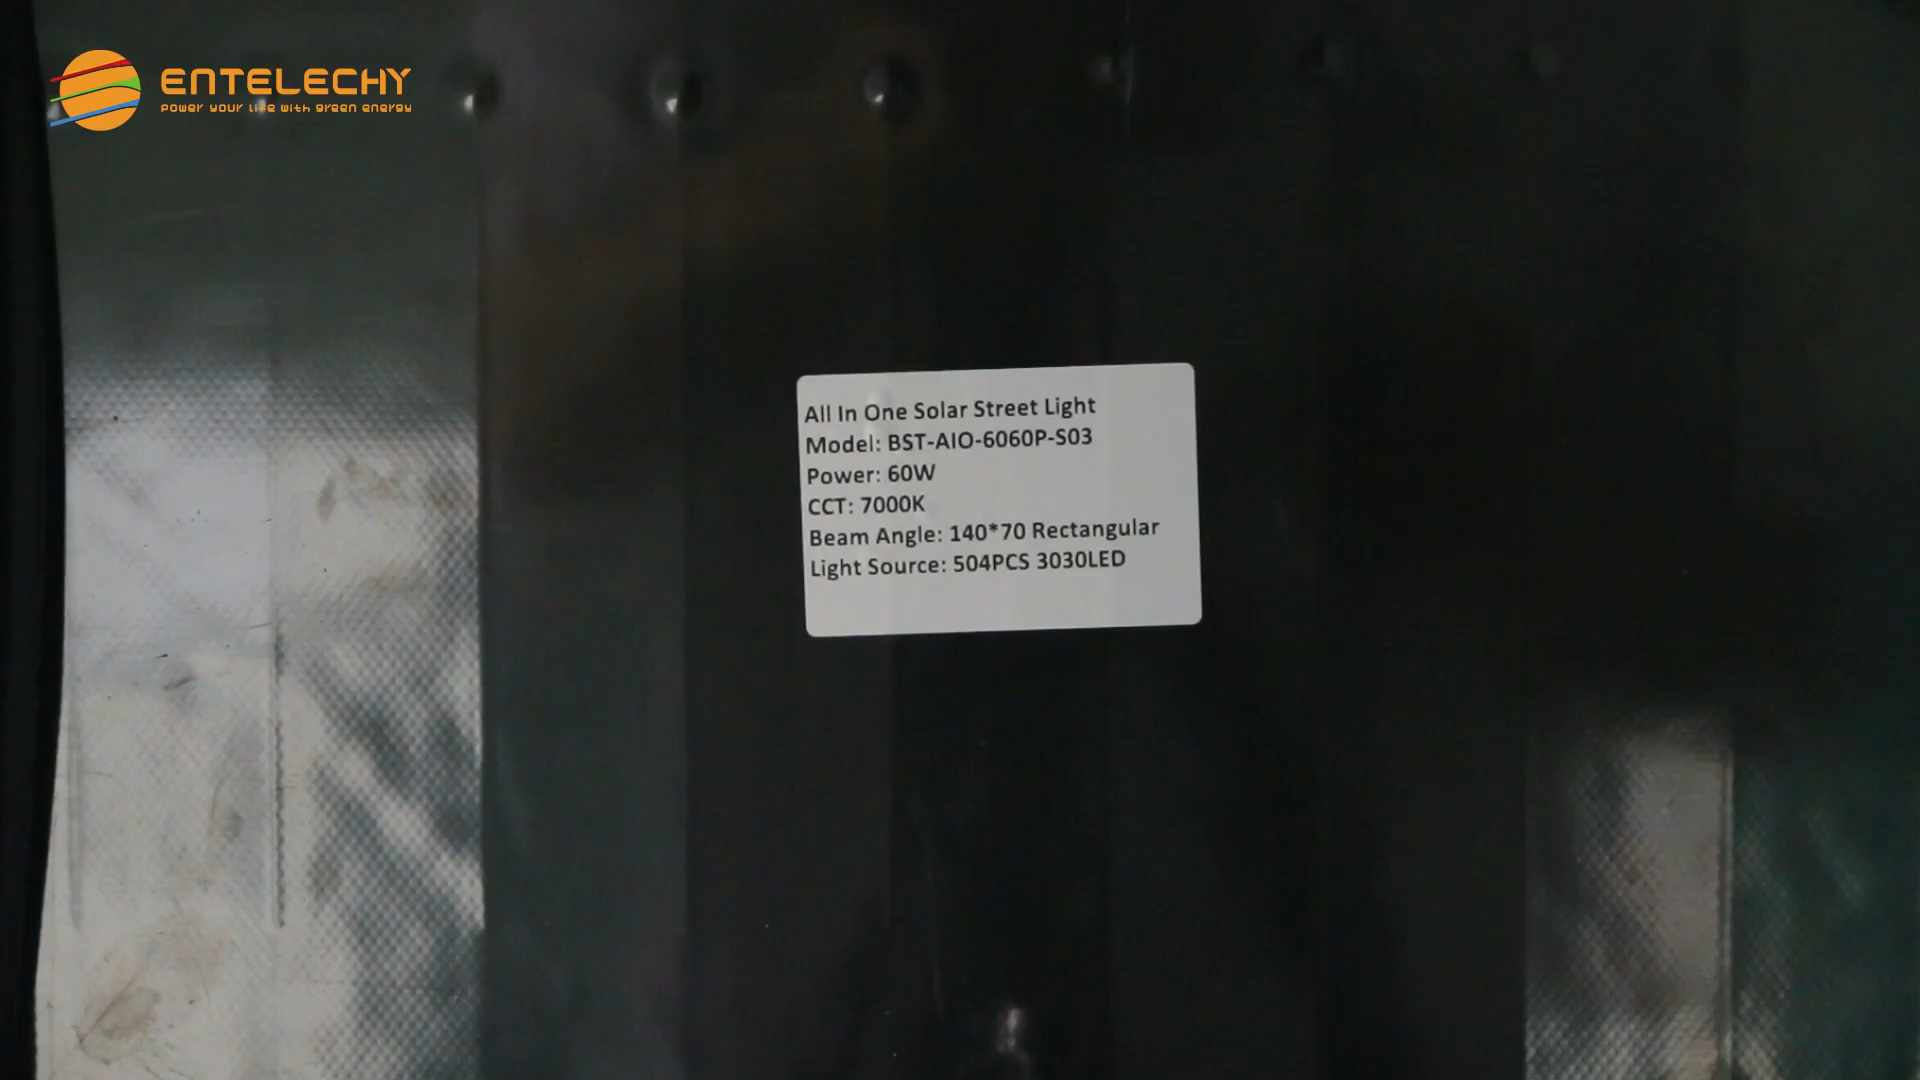 ENTELECHY
power your life with green energy
All In One Solar Street Light
Model: BST-AIO-6060P-S03
Power: 60W
CCT: 7000K
Beam Angle: 140*70 Rectangular
Light Source: 504PCS 3030LED